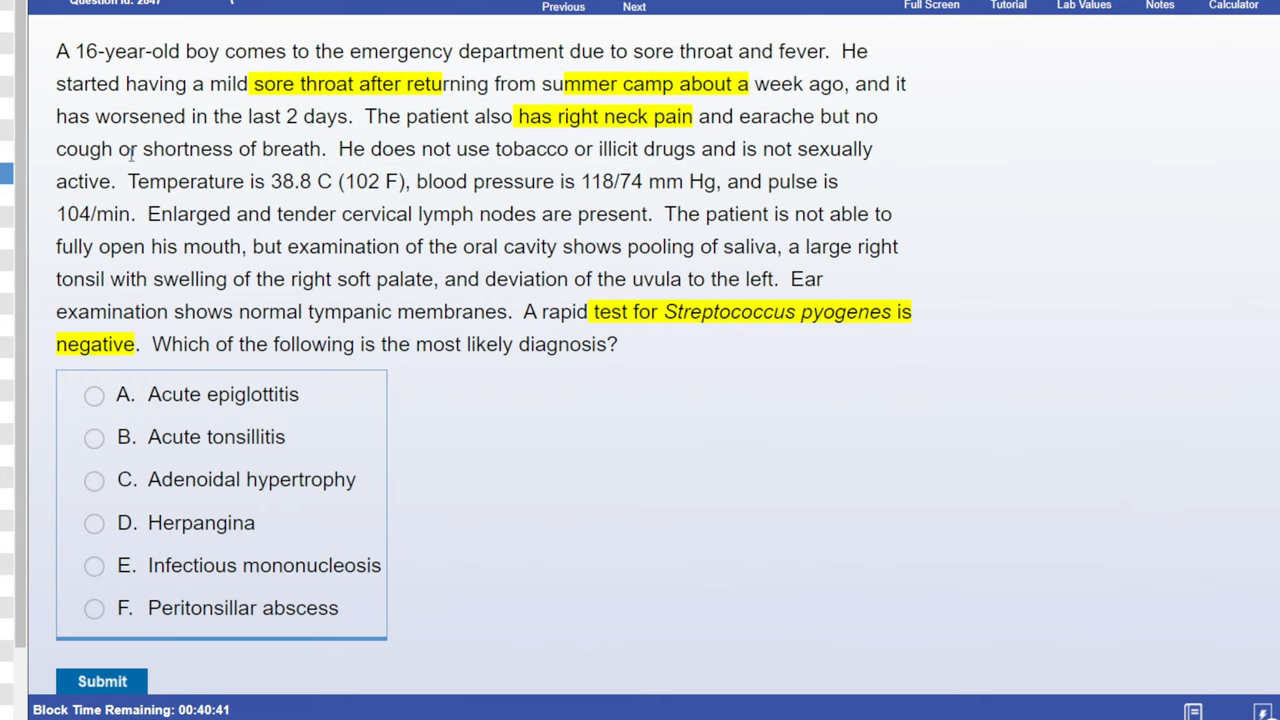 Question Id: 2847
Previous
Next
Full Screen
Tutorial
Lab Values
Notes
Calculator
A 16-year-old boy comes to the emergency department due to sore throat and fever. He
started having a mild sore throat after returning from summer camp about a week ago, and it
has worsened in the last 2 days. The patient also has right neck pain and earache but no
cough or shortness of breath. He does not use tobacco or illicit drugs and is not sexually
active. Temperature is 38.8 C (102 F), blood pressure is 118/74 mm Hg, and pulse is
104/min. Enlarged and tender cervical lymph nodes are present. The patient is not able to
fully open his mouth, but examination of the oral cavity shows pooling of saliva, a large right
tonsil with swelling of the right soft palate, and deviation of the uvula to the left. Ear
examination shows normal tympanic membranes. A rapid test for Streptococcus pyogenes is
negative. Which of the following is the most likely diagnosis?
A. Acute epiglottitis
B. Acute tonsillitis
C. Adenoidal hypertrophy
D. Herpangina
E. Infectious mononucleosis
F. Peritonsillar abscess
Submit
Block Time Remaining: 00:40:41